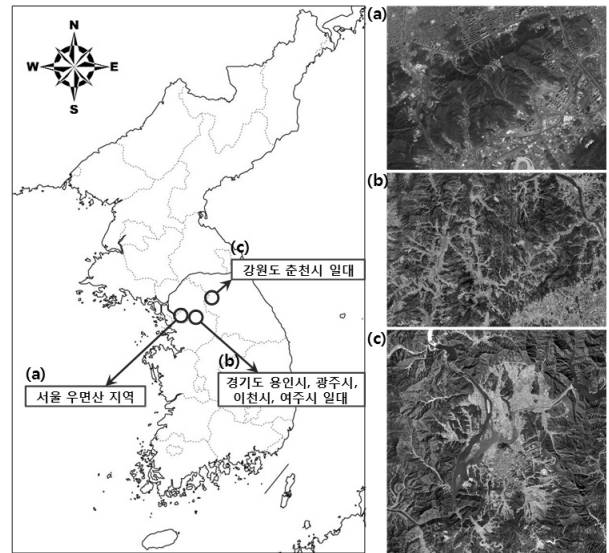 N
W E
S
(c)
강원도 춘천시 일대
(a)
서울 우면산 지역
(b)
경기도 용인시, 광주시,
이천시, 여주시 일대
(a)
(b)
(c)